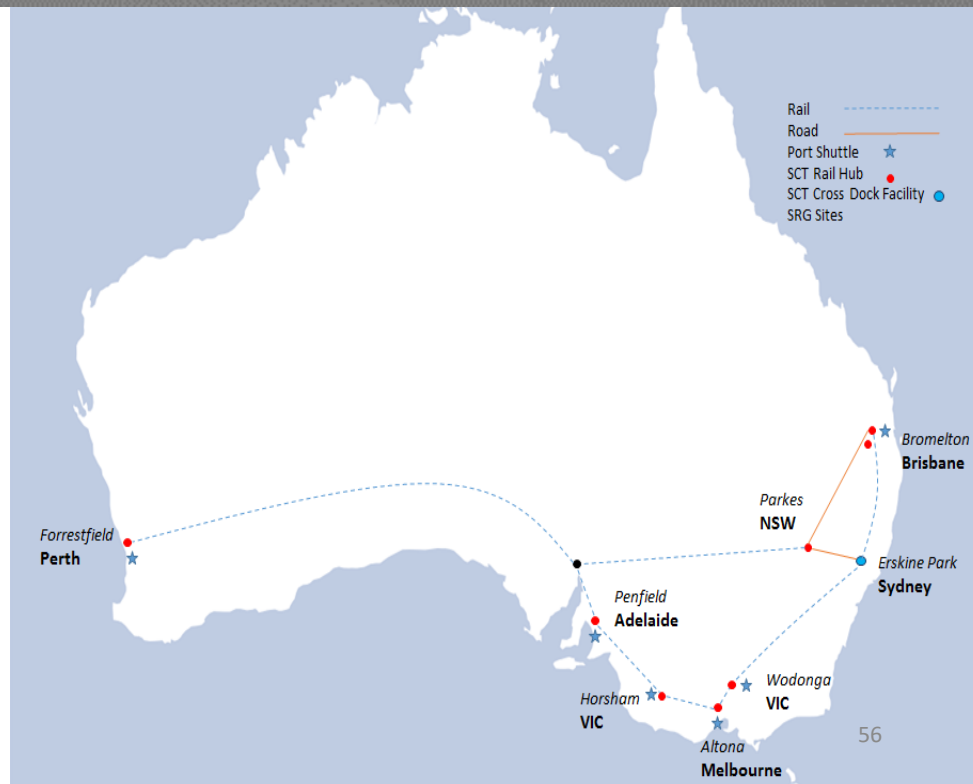 Rail
Road
Port Shuttle
SCT Rail Hub
SCT Cross Dock Facility
SRG Sites
Bromelton
Brisbane
Parkes
NSW
Forrestfield
Perth
Erskine Park
Sydney
Penfield
Adelaide
Wodonga
VIC
Horsham
VIC
56
Altona
Melbourne